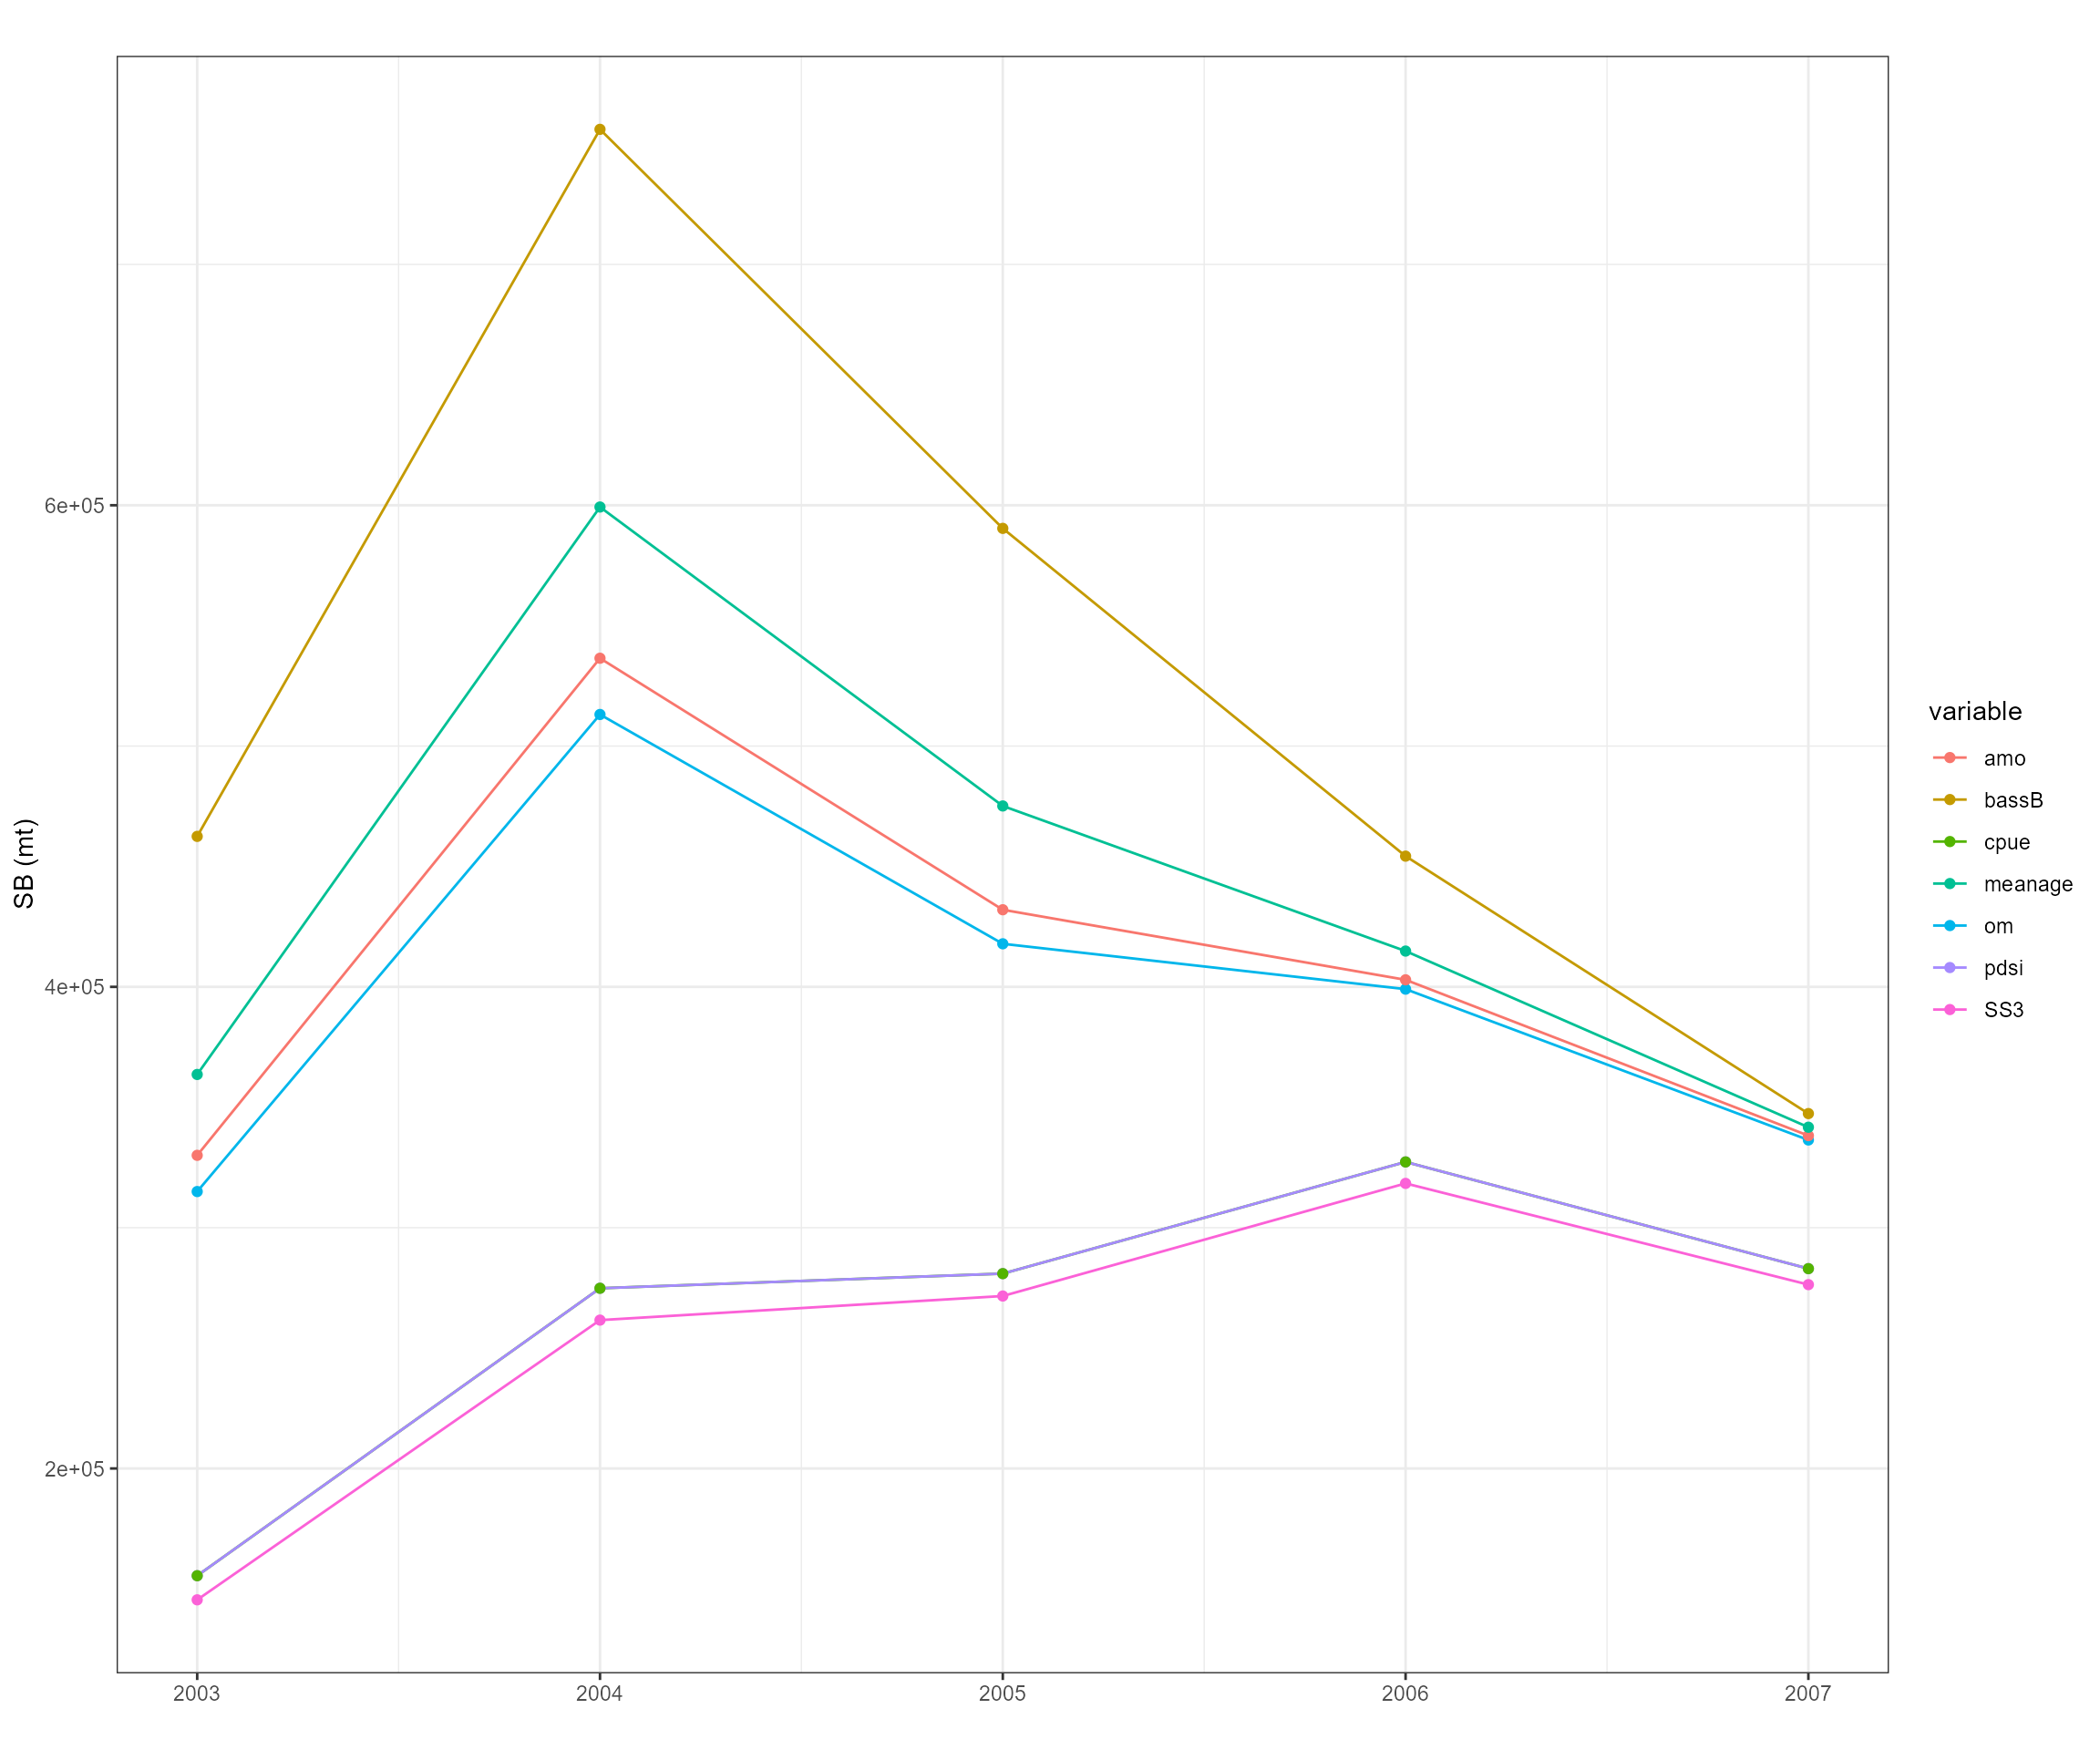 SB (mt)
6e+05
4e+05
2e+05
2003 2004 2005 2006 2007
variable
amo
bassB
cpue
meanage
om
pdsi
SS3